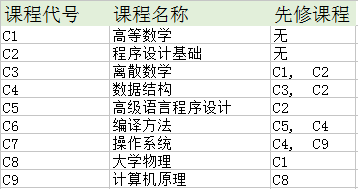 课程代号 课程名称 先修课程
C1 高等数学 无
C2 程序设计基础 无
C3 离散数学 C1, C2
C4 数据结构 C3, C2
C5 高级语言程序设计 C2
C6 编译方法 C5, C4
C7 操作系统 C4, C9
C8 大学物理 C1
C9 计算机原理 C8